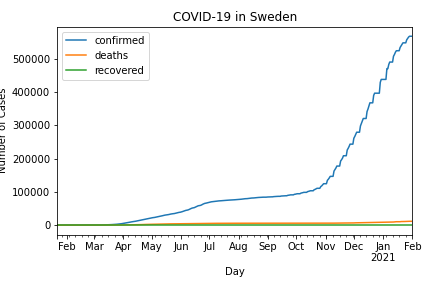 COVID-19 in Sweden
confirmed
deaths
recovered
Number of Cases
500000
400000
300000
200000
100000
0
Feb Mar Apr May Jun Jul Aug Sep Oct Nov Dec Jan Feb
2021
Day